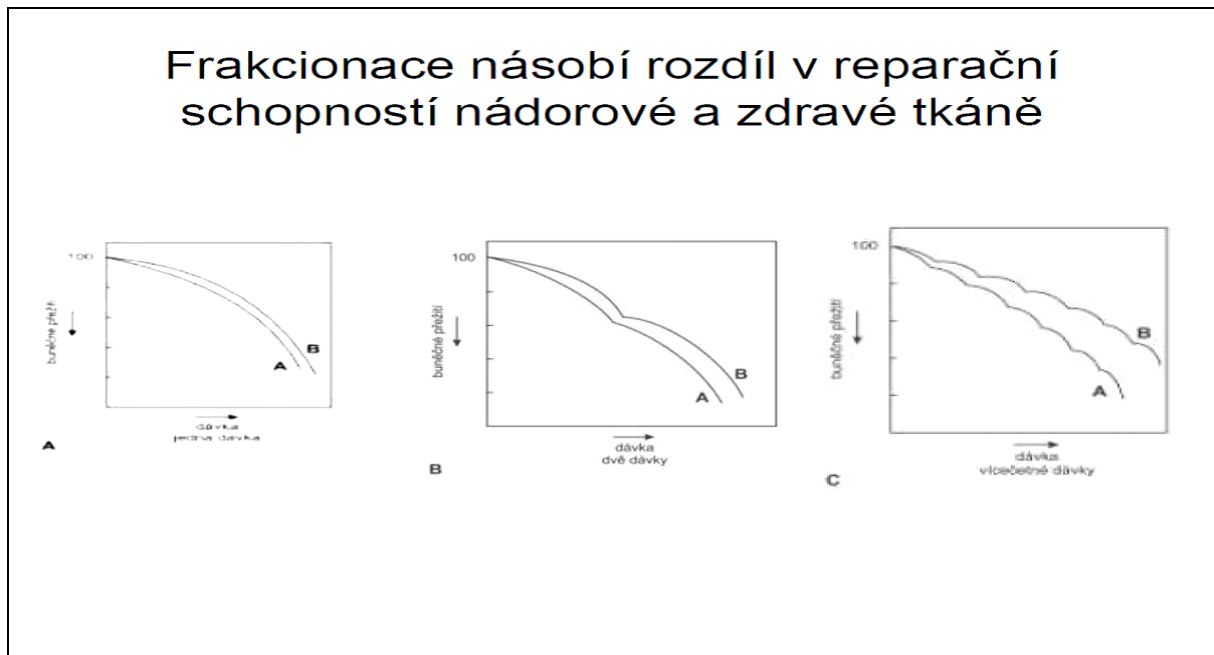 Frakcionace násobí rozdíl v reparační
schopností nádorové a zdravé tkáně
100
buněčné přežití
B
A
dávka
jedna dávka
A
100
buněčné přežití
B
A
dávka
dvě dávky
B
100
buněčné přežití
B
A
dávka
vícečetné dávky
C